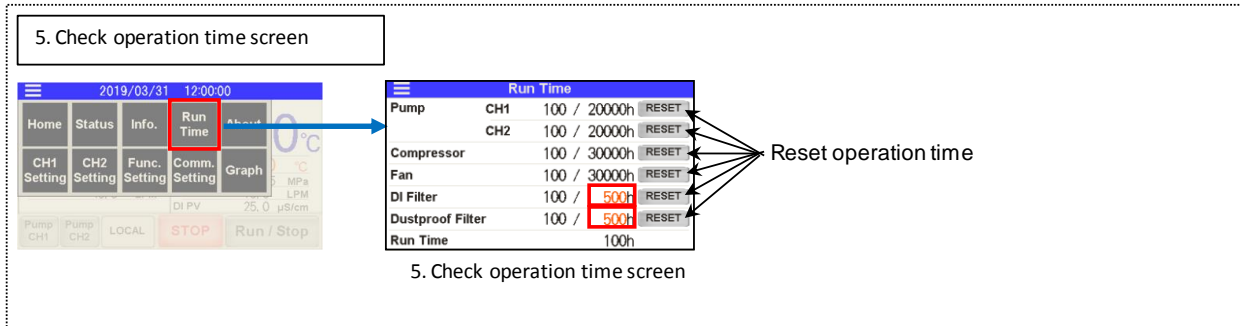 5. Check operation time screen
2019/03/31 12:00:00
Home Status Info. Run Time About
0 °C
CH1 Setting CH2 Setting Func. Setting Comm. Setting Graph
°C
MPa
LPM
DI PV 25.0 µS/cm
Pump CH1 Pump CH2 LOCAL STOP Run / Stop
Run Time
Pump CH1 100 / 20000h RESET
CH2 100 / 20000h RESET
Compressor 100 / 30000h RESET
Fan 100 / 30000h RESET
DI Filter 100 / 500h RESET
Dustproof Filter 100 / 500h RESET
Run Time 100h
Reset operation time
5. Check operation time screen